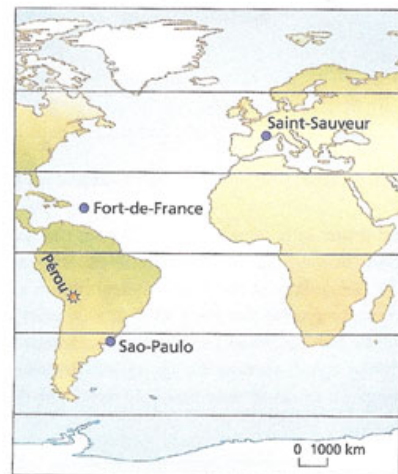 Saint-Sauveur
Fort-de-France
Pérou
Sao-Paulo
0 1000 km